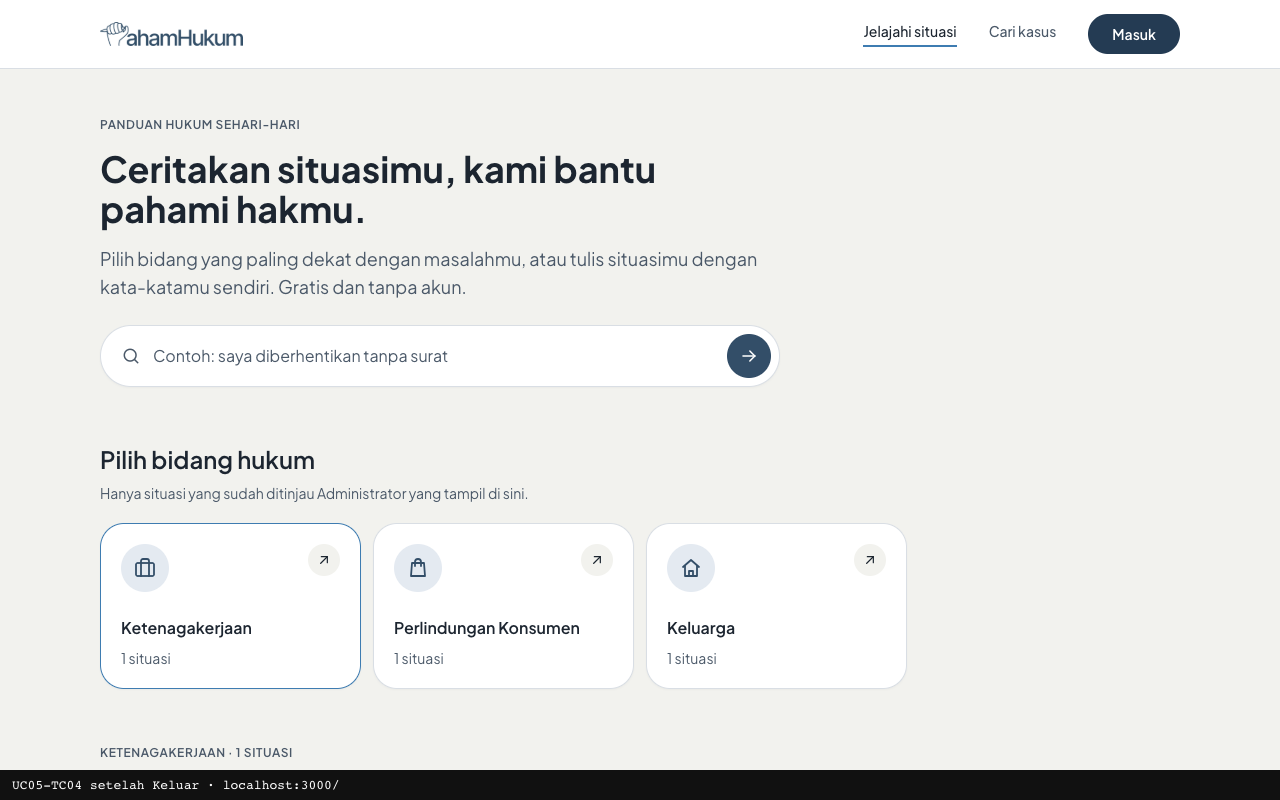 ahamHukum
Jelajahi situasi
Cari kasus
Masuk
PANDUAN HUKUM SEHARI-HARI
Ceritakan situasimu, kami bantu
pahami hakmu.
Pilih bidang yang paling dekat dengan masalahmu, atau tulis situasimu dengan
kata-katamu sendiri. Gratis dan tanpa akun.
Contoh: saya diberhentikan tanpa surat
Pilih bidang hukum
Hanya situasi yang sudah ditinjau Administrator yang tampil di sini.
Ketenagakerjaan
1 situasi
Perlindungan Konsumen
1 situasi
Keluarga
1 situasi
KETENAGAKERJAAN · 1 SITUASI
UC05-TC04 setelah Keluar · localhost:3000/